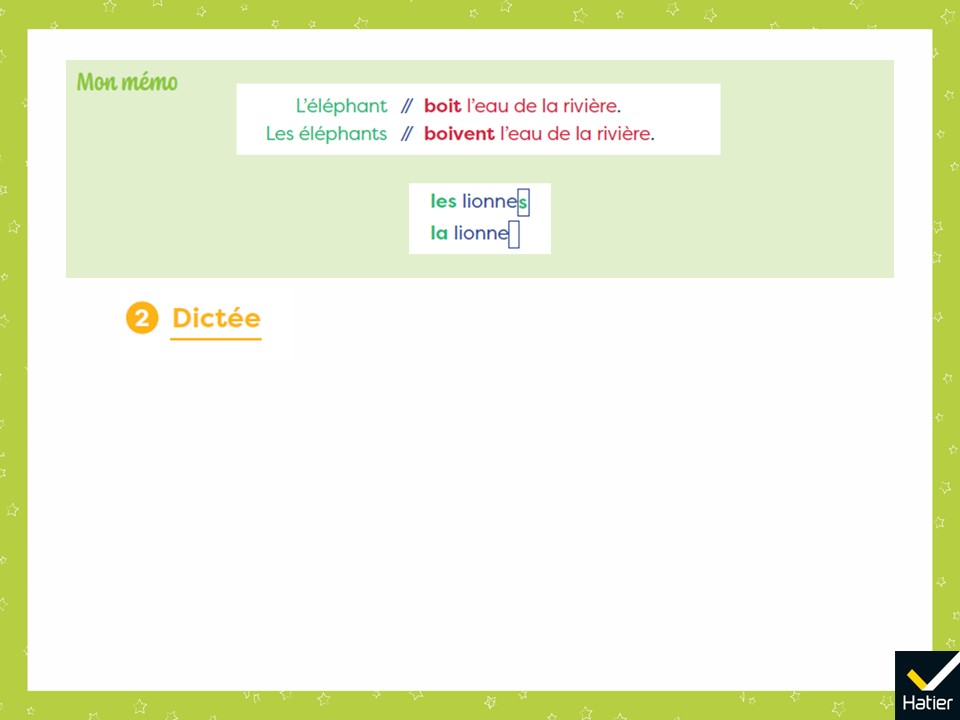 Mon mémo
L'éléphant // boit l'eau de la rivière.
Les éléphants // boivent l'eau de la rivière.
les lionnes
la lionne
2 Dictée
Hatier